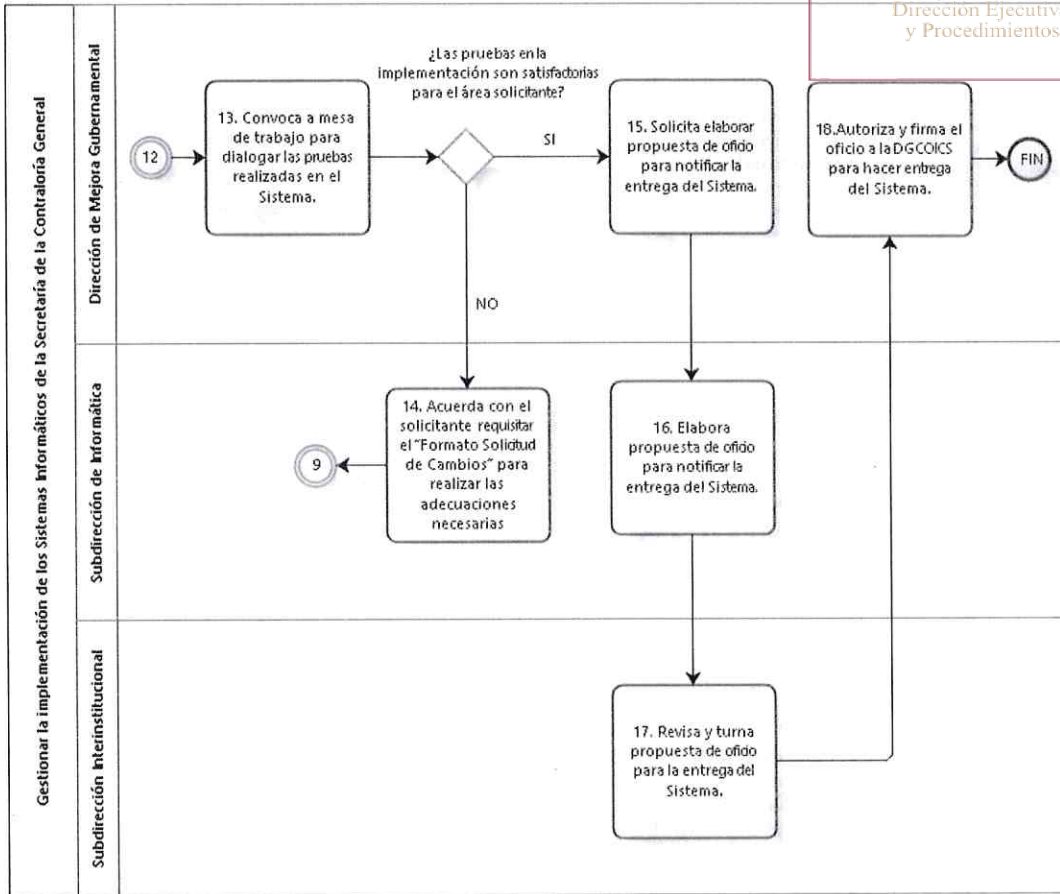 Dirección Ejecutiv
y Procedimientos
Gestionar la implementación de los Sistemas Informáticos de la Secretaría de la Contraloría General
Dirección de Mejora Gubernamental
12
13. Convoca a mesa
de trabajo para
dialogar las pruebas
realizadas en el
Sistema.
¿Las pruebas en la
implementación son satisfactorias
para el área solicitante?
SI
NO
15. Solicita elaborar
propuesta de oficio
para notificar la
entrega del Sistema.
18.Autoriza y firma el
oficio a la DGCOICS
para hacer entrega
del Sistema.
FIN
Subdirección de Informática
9
14. Acuerda con el
solicitante requisitar
el "Formato Solicitud
de Cambios" para
realizar las
adecuaciones
necesarias
16. Elabora
propuesta de oficio
para notificar la
entrega del Sistema.
Subdirección Interinstitucional
17. Revisa y turna
propuesta de oficio
para la entrega del
Sistema.